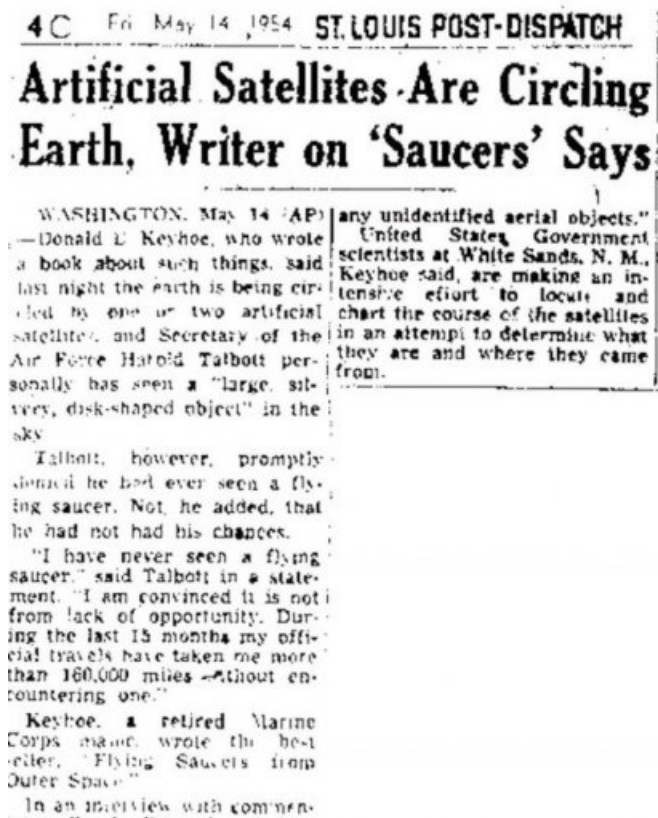 4C Fri May 14, 1954 ST. LOUIS POST-DISPATCH
Artificial Satellites Are Circling
Earth, Writer on 'Saucers' Says
WASHINGTON, May 14 (AP)
—Donald E. Keyhoe, who wrote
a book about such things, said
last night the earth is being cir-
cled by one or two artificial
satellites, and Secretary of the
Air Force Harold Talbott per-
sonally has seen a "large, sil-
very, disk-shaped object" in the
sky.
Talbott, however, promptly
denied he had ever seen a fly-
ing saucer. Not, he added, that
he had not had his chances.
"I have never seen a flying
saucer," said Talbott in a state-
ment. "I am convinced it is not
from lack of opportunity. Dur-
ing the last 15 months my offi-
cial travels have taken me more
than 160,000 miles without en-
countering one."
Keyhoe, a retired Marine
Corps major, wrote the best
seller, "Flying Saucers from
Outer Space."
In an interview with commen-
any unidentified aerial objects."
United States Government
scientists at White Sands, N. M.,
Keyhoe said, are making an in-
tensive effort to locate and
chart the course of the satellites
in an attempt to determine what
they are and where they came
from.